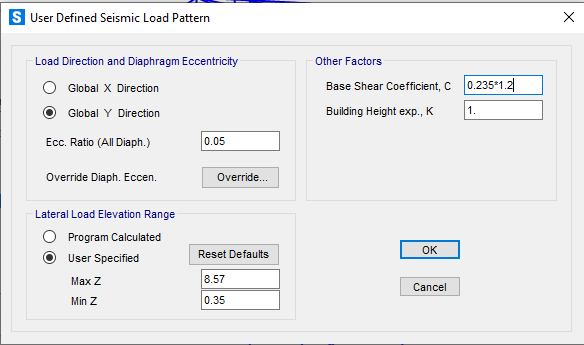 S User Defined Seismic Load Pattern
Load Direction and Diaphragm Eccentricity
Global X Direction
Global Y Direction
Ecc. Ratio (All Diaph.) 0.05
Override Diaph. Eccen. Override...
Other Factors
Base Shear Coefficient, C 0.235*1.2
Building Height exp., K 1.
Lateral Load Elevation Range
Program Calculated
User Specified Reset Defaults
Max Z 8.57
Min Z 0.35
OK
Cancel